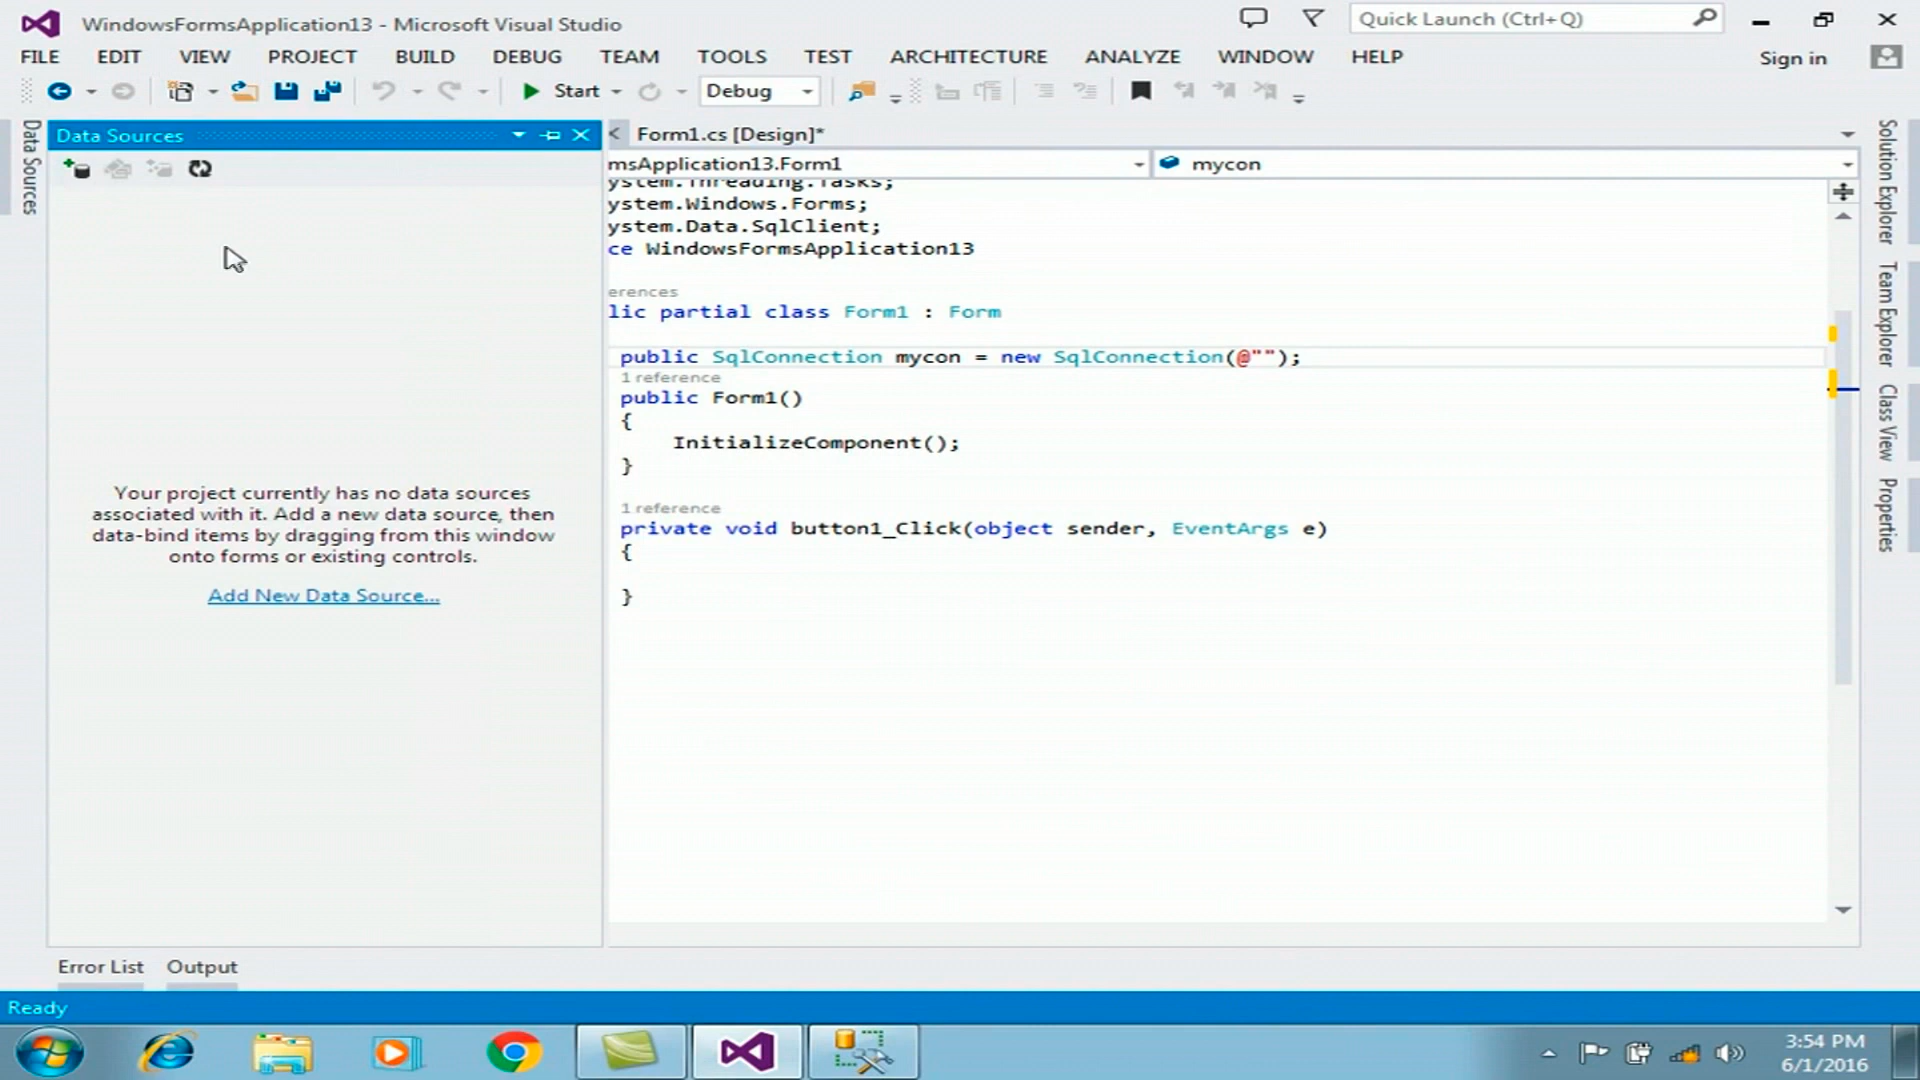 WindowsFormsApplication13 - Microsoft Visual Studio
Quick Launch (Ctrl+Q)
FILE EDIT VIEW PROJECT BUILD DEBUG TEAM TOOLS TEST ARCHITECTURE ANALYZE WINDOW HELP
Sign in
Start
Debug
Data Sources
Data Sources
Form1.cs [Design]*
msApplication13.Form1
mycon
ystem.Threading.Tasks;
ystem.Windows.Forms;
ystem.Data.SqlClient;
ce WindowsFormsApplication13
erences
lic partial class Form1 : Form
public SqlConnection mycon = new SqlConnection(@"");
1 reference
public Form1()
{
InitializeComponent();
}
1 reference
private void button1_Click(object sender, EventArgs e)
{
}
Your project currently has no data sources
associated with it. Add a new data source, then
data-bind items by dragging from this window
onto forms or existing controls.
Add New Data Source...
Solution Explorer
Team Explorer
Class View
Properties
Error List Output
Ready
3:54 PM
6/1/2016